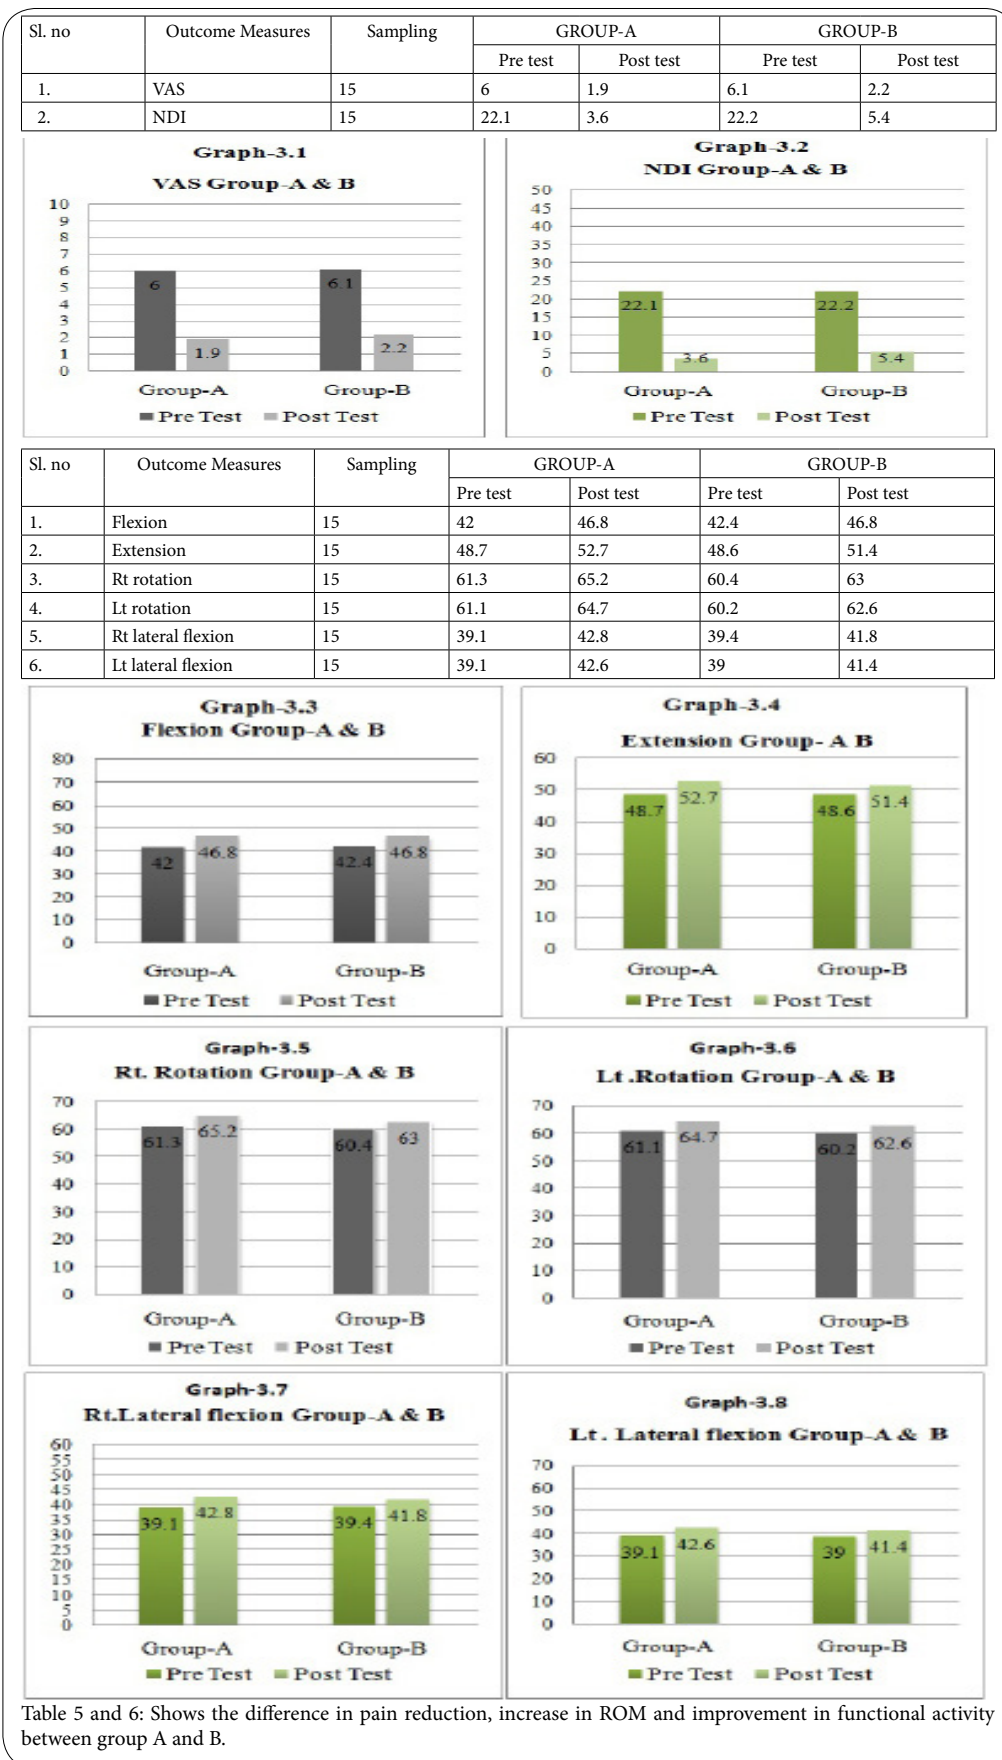 Sl. no Outcome Measures Sampling GROUP-A GROUP-B
Pre test Post test Pre test Post test
1. VAS 15 6 1.9 6.1 2.2
2. NDI 15 22.1 3.6 22.2 5.4
Graph-3.1
VAS Group-A & B
10
9
8
7
6
5
4
3
2
1
0
6 1.9 6.1 2.2
Group-A Group-B
Pre Test Post Test
Graph-3.2
NDI Group-A & B
50
45
40
35
30
25
20
15
10
5
0
22.1 3.6 22.2 5.4
Group-A Group-B
Pre Test Post Test
Sl. no Outcome Measures Sampling GROUP-A GROUP-B
Pre test Post test Pre test Post test
1. Flexion 15 42 46.8 42.4 46.8
2. Extension 15 48.7 52.7 48.6 51.4
3. Rt rotation 15 61.3 65.2 60.4 63
4. Lt rotation 15 61.1 64.7 60.2 62.6
5. Rt lateral flexion 15 39.1 42.8 39.4 41.8
6. Lt lateral flexion 15 39.1 42.6 39 41.4
Graph-3.3
Flexion Group-A & B
80
70
60
50
40
30
20
10
0
42 46.8 42.4 46.8
Group-A Group-B
Pre Test Post Test
Graph-3.4
Extension Group- A B
60
50
40
30
20
10
0
48.7 52.7 48.6 51.4
Group-A Group-B
Pre Test Post Test
Graph-3.5
Rt. Rotation Group-A & B
70
60
50
40
30
20
10
0
61.3 65.2 60.4 63
Group-A Group-B
Pre Test Post Test
Graph-3.6
Lt .Rotation Group-A & B
70
60
50
40
30
20
10
0
61.1 64.7 60.2 62.6
Group-A Group-B
Pre Test Post Test
Graph-3.7
Rt.Lateral flexion Group-A & B
60
55
50
45
40
35
30
25
20
15
10
5
0
39.1 42.8 39.4 41.8
Group-A Group-B
Pre Test Post Test
Graph-3.8
Lt . Lateral flexion Group-A & B
70
60
50
40
30
20
10
0
39.1 42.6 39 41.4
Group-A Group-B
Pre Test Post Test
Table 5 and 6: Shows the difference in pain reduction, increase in ROM and improvement in functional activity
between group A and B.